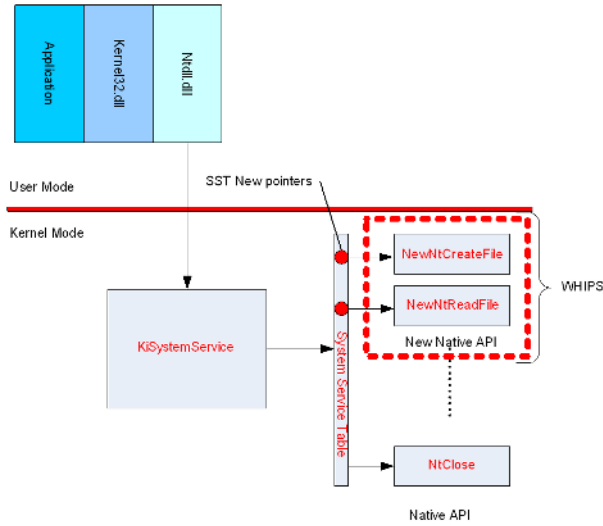 Application
Kernel32.dll
Ntdll.dll
SST New pointers
User Mode
Kernel Mode
NewNtCreateFile
WHIPS
NewNtReadFile
New Native API
KiSystemService
System Service Table
NtClose
Native API